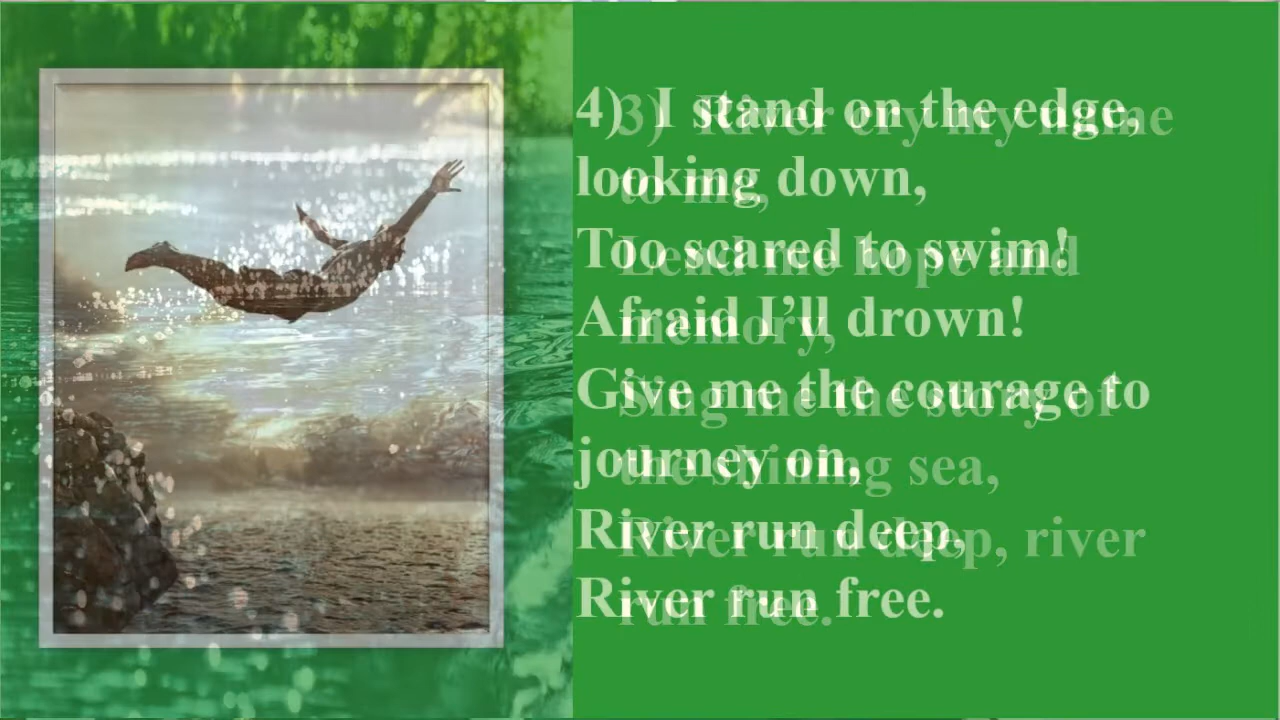 4) I stand on the edge,
looking down,
Too scared to swim!
Afraid I'll drown!
Give me the courage to
journey on,
River run deep,
River run free.
3) River cry my name
to me,
Lend me hope and
memory,
Sing me the story of
the shining sea,
River run deep, river
run free.